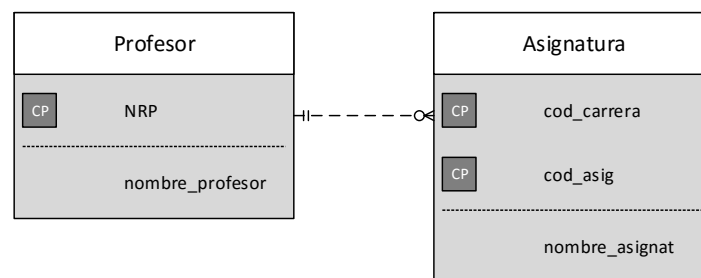 Profesor
CP NRP
nombre_profesor
Asignatura
CP cod_carrera
CP cod_asig
nombre_asignat